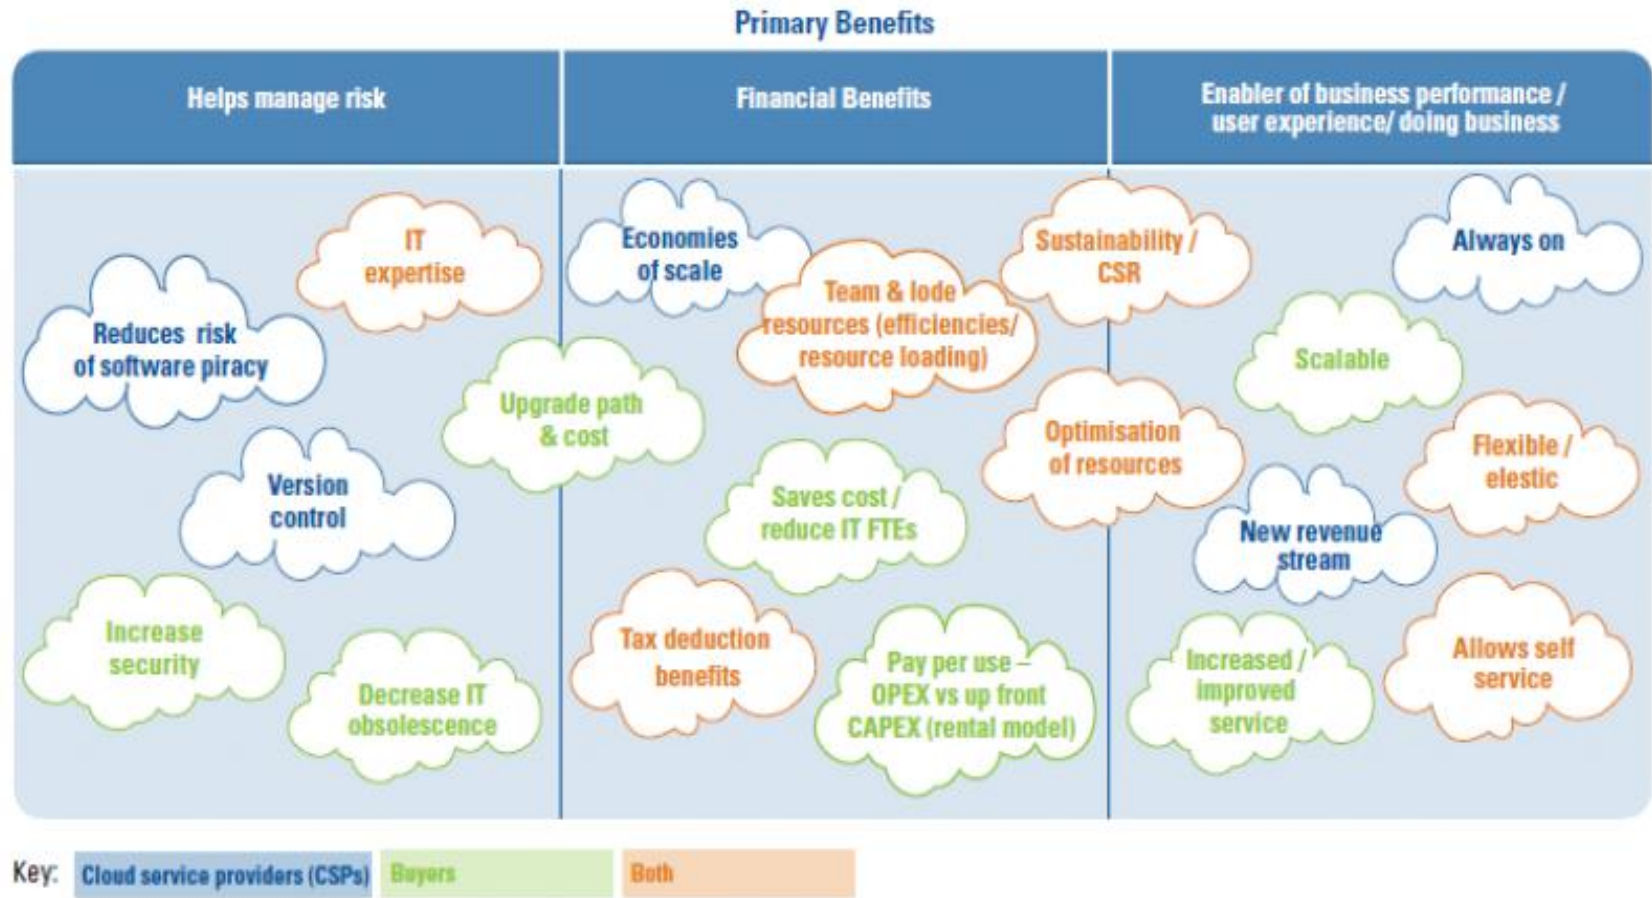 Primary Benefits
Helps manage risk
Financial Benefits
Enabler of business performance /
user experience/ doing business
Reduces risk
of software piracy
IT
expertise
Version
control
Increase
security
Decrease IT
obsolescence
Upgrade path
& cost
Economies
of scale
Team & lode
resources (efficiencies/
resource loading)
Saves cost /
reduce IT FTEs
Tax deduction
benefits
Pay per use –
OPEX vs up front
CAPEX (rental model)
Sustainability /
CSR
Optimisation
of resources
Always on
Scalable
Flexible /
elestic
New revenue
stream
Increased /
improved
service
Allows self
service
Key:
Cloud service providers (CSPs)
Buyers
Both